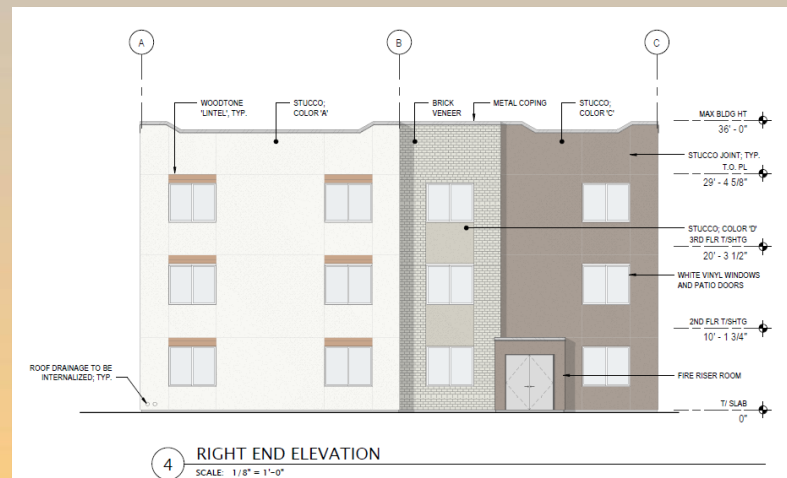 A
B
C
WOODTONE
'LINTEL', TYP.
STUCCO;
COLOR 'A'
BRICK
VENEER
METAL COPING
STUCCO;
COLOR 'C'
MAX BLDG HT
36' - 0"
STUCCO JOINT; TYP.
T.O. PL
29' - 4 5/8"
STUCCO; COLOR 'D'
3RD FLR T/SHTG
20' - 3 1/2"
WHITE VINYL WINDOWS
AND PATIO DOORS
2ND FLR T/SHTG
10' - 1 3/4"
ROOF DRAINAGE TO BE
INTERNALIZED; TYP.
FIRE RISER ROOM
T/ SLAB
0"
4
RIGHT END ELEVATION
SCALE: 1/8" = 1'-0"